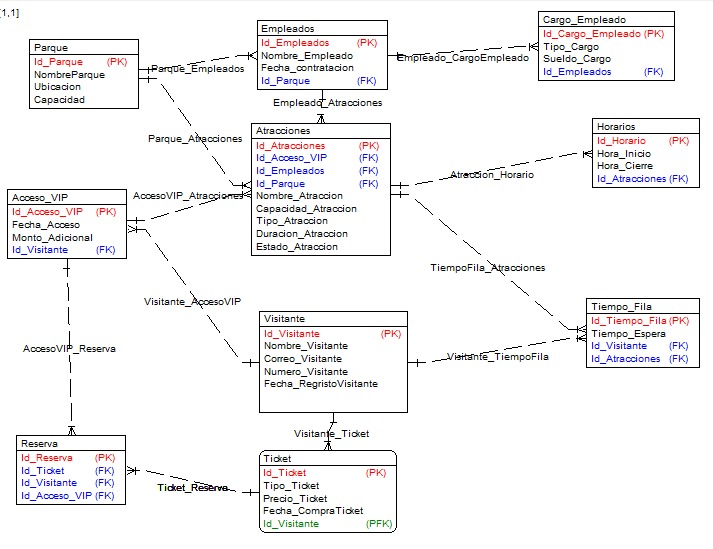 [1,1]
Parque
Id_Parque (PK)
NombreParque
Ubicacion
Capacidad
Parque_Empleados
Empleados
Id_Empleados (PK)
Nombre_Empleado
Fecha_contratacion
Id_Parque (FK)
Empleado_CargoEmpleado
Cargo_Empleado
Id_Cargo_Empleado (PK)
Tipo_Cargo
Sueldo_Cargo
Id_Empleados (FK)
Empleado_Atracciones
Parque_Atracciones
Atracciones
Id_Atracciones (PK)
Id_Acceso_VIP (FK)
Id_Empleados (FK)
Id_Parque (FK)
Nombre_Atraccion
Capacidad_Atraccion
Tipo_Atraccion
Duracion_Atraccion
Estado_Atraccion
Atraccion_Horario
Horarios
Id_Horario (PK)
Hora_Inicio
Hora_Cierre
Id_Atracciones (FK)
AccesoVIP_Atracciones
Acceso_VIP
Id_Acceso_VIP (PK)
Fecha_Acceso
Monto_Adicional
Id_Visitante (FK)
TiempoFila_Atracciones
Visitante_AccesoVIP
Visitante
Id_Visitante (PK)
Nombre_Visitante
Correo_Visitante
Numero_Visitante
Fecha_RegristoVisitante
Tiempo_Fila
Id_Tiempo_Fila (PK)
Tiempo_Espera
Id_Visitante (FK)
Id_Atracciones (FK)
Visitante_TiempoFila
AccesoVIP_Reserva
Visitante_Ticket
Reserva
Id_Reserva (PK)
Id_Ticket (FK)
Id_Visitante (FK)
Id_Acceso_VIP (FK)
Ticket_Reserva
Ticket
Id_Ticket (PK)
Tipo_Ticket
Precio_Ticket
Fecha_CompraTicket
Id_Visitante (PFK)